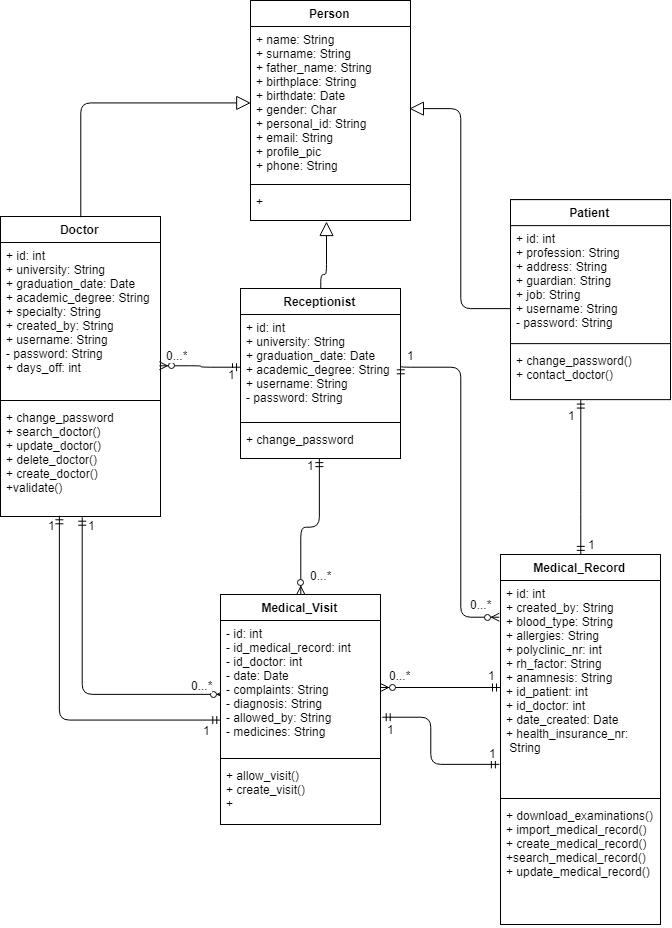 Person
+ name: String
+ surname: String
+ father_name: String
+ birthplace: String
+ birthdate: Date
+ gender: Char
+ personal_id: String
+ email: String
+ profile_pic
+ phone: String
+
Doctor
+ id: int
+ university: String
+ graduation_date: Date
+ academic_degree: String
+ specialty: String
+ created_by: String
+ username: String
- password: String
+ days_off: int
+ change_password
+ search_doctor()
+ update_doctor()
+ delete_doctor()
+ create_doctor()
+validate()
Receptionist
+ id: int
+ university: String
+ graduation_date: Date
+ academic_degree: String
+ username: String
- password: String
+ change_password
Patient
+ id: int
+ profession: String
+ address: String
+ guardian: String
+ job: String
+ username: String
- password: String
+ change_password()
+ contact_doctor()
0...*
1
1
1
1
1
1
0...*
1
0...*
Medical_Visit
- id: int
- id_medical_record: int
- id_doctor: int
- date: Date
- complaints: String
- diagnosis: String
- allowed_by: String
- medicines: String
+ allow_visit()
+ create_visit()
+
0...*
1
0...*
1
1
1
Medical_Record
+ id: int
+ created_by: String
+ blood_type: String
+ allergies: String
+ polyclinic_nr: int
+ rh_factor: String
+ anamnesis: String
+ id_patient: int
+ id_doctor: int
+ date_created: Date
+ health_insurance_nr:
String
+ download_examinations()
+ import_medical_record()
+ create_medical_record()
+search_medical_record()
+ update_medical_record()